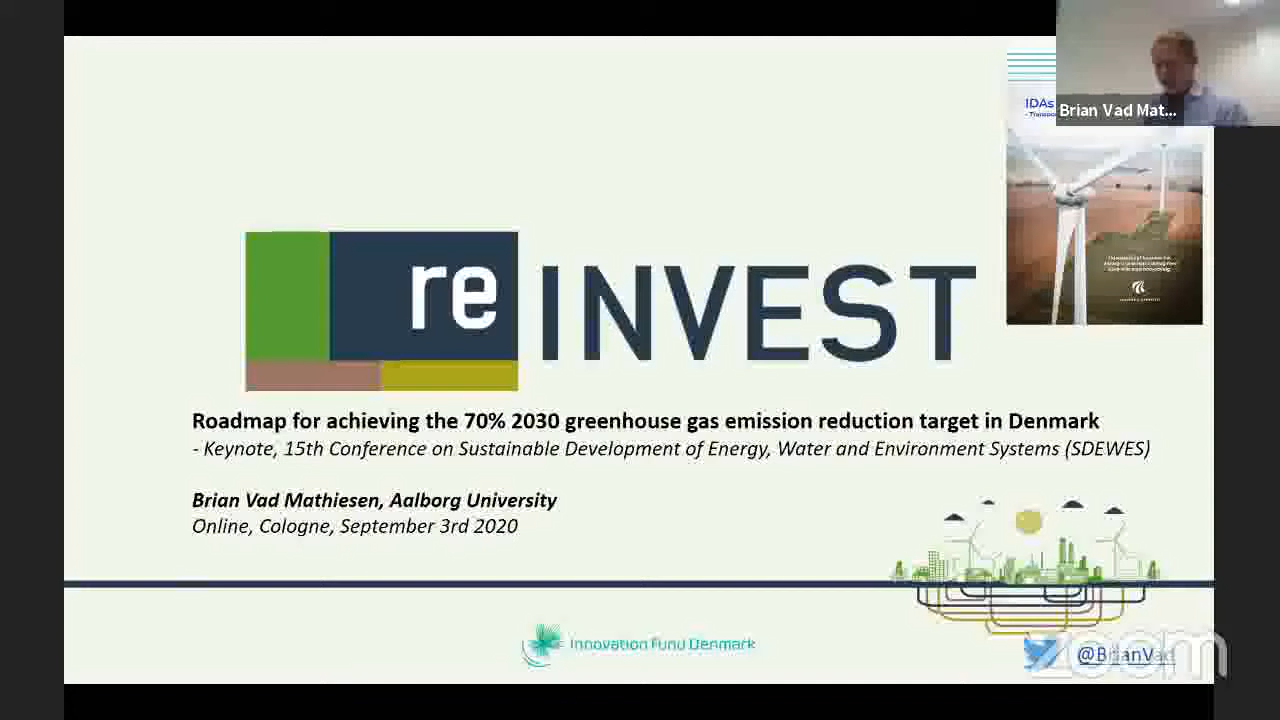 IDAs
Brian Vad Mat...
re INVEST
Roadmap for achieving the 70% 2030 greenhouse gas emission reduction target in Denmark
- Keynote, 15th Conference on Sustainable Development of Energy, Water and Environment Systems (SDEWES)
Brian Vad Mathiesen, Aalborg University
Online, Cologne, September 3rd 2020
Innovation Fund Denmark
@BrianVad
zoom